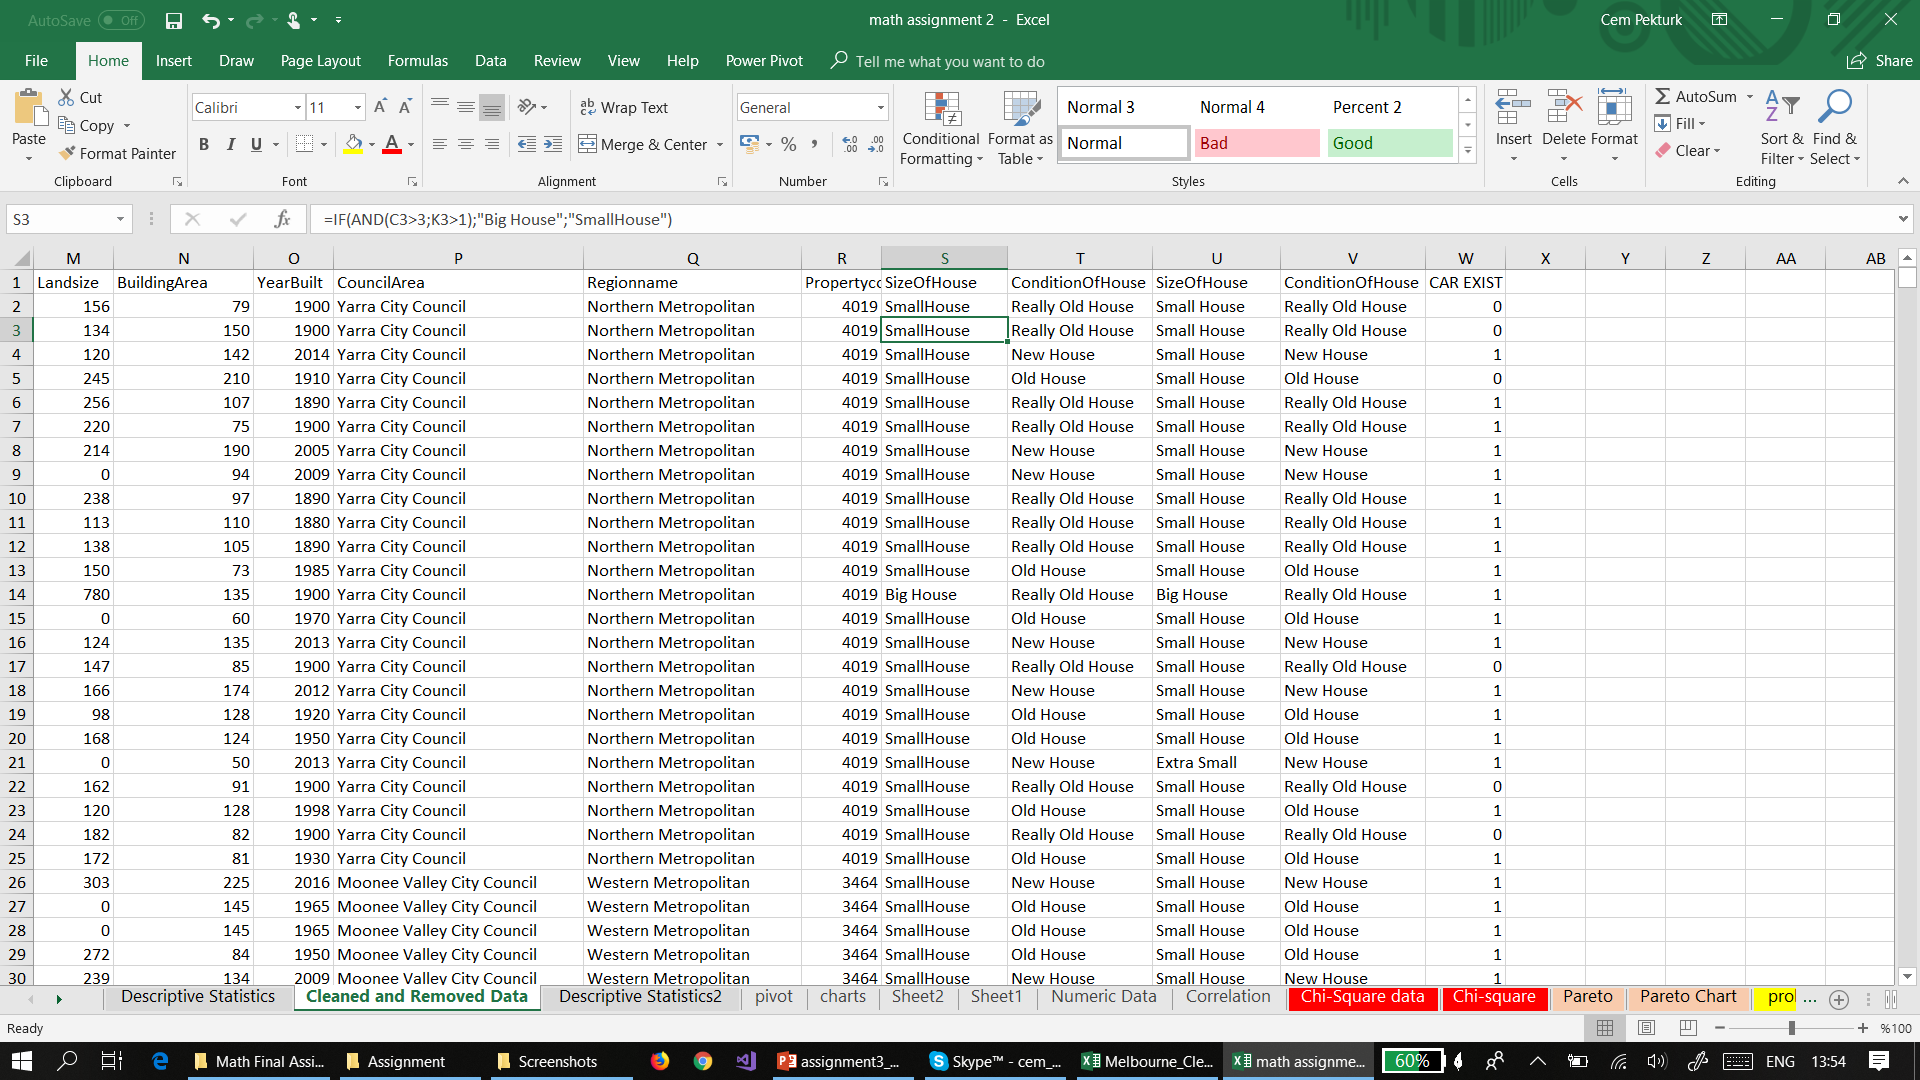 AutoSave Off
math assignment 2 - Excel
Cem Pekturk
File Home Insert Draw Page Layout Formulas Data Review View Help Power Pivot Tell me what you want to do Share
Paste
Cut
Copy
Format Painter
Clipboard
Calibri 11
B I U
Font
Wrap Text
Merge & Center
Alignment
General
% ,
Number
Conditional Formatting
Format as Table
Normal 3 Normal 4 Percent 2
Normal Bad Good
Styles
Insert Delete Format
Cells
AutoSum
Fill
Clear
Sort & Filter
Find & Select
Editing
S3 fx =IF(AND(C3>3;K3>1);"Big House";"SmallHouse")
M N O P Q R S T U V W X Y Z AA AB
1 Landsize BuildingArea YearBuilt CouncilArea Regionname Propertyco SizeOfHouse ConditionOfHouse SizeOfHouse ConditionOfHouse CAR EXIST
2 156 79 1900 Yarra City Council Northern Metropolitan 4019 SmallHouse Really Old House Small House Really Old House 0
3 134 150 1900 Yarra City Council Northern Metropolitan 4019 SmallHouse Really Old House Small House Really Old House 0
4 120 142 2014 Yarra City Council Northern Metropolitan 4019 SmallHouse New House Small House New House 1
5 245 210 1910 Yarra City Council Northern Metropolitan 4019 SmallHouse Old House Small House Old House 0
6 256 107 1890 Yarra City Council Northern Metropolitan 4019 SmallHouse Really Old House Small House Really Old House 1
7 220 75 1900 Yarra City Council Northern Metropolitan 4019 SmallHouse Really Old House Small House Really Old House 1
8 214 190 2005 Yarra City Council Northern Metropolitan 4019 SmallHouse New House Small House New House 1
9 0 94 2009 Yarra City Council Northern Metropolitan 4019 SmallHouse New House Small House New House 1
10 238 97 1890 Yarra City Council Northern Metropolitan 4019 SmallHouse Really Old House Small House Really Old House 1
11 113 110 1880 Yarra City Council Northern Metropolitan 4019 SmallHouse Really Old House Small House Really Old House 1
12 138 105 1890 Yarra City Council Northern Metropolitan 4019 SmallHouse Really Old House Small House Really Old House 1
13 150 73 1985 Yarra City Council Northern Metropolitan 4019 SmallHouse Old House Small House Old House 1
14 780 135 1900 Yarra City Council Northern Metropolitan 4019 Big House Really Old House Big House Really Old House 1
15 0 60 1970 Yarra City Council Northern Metropolitan 4019 SmallHouse Old House Small House Old House 1
16 124 135 2013 Yarra City Council Northern Metropolitan 4019 SmallHouse New House Small House New House 1
17 147 85 1900 Yarra City Council Northern Metropolitan 4019 SmallHouse Really Old House Small House Really Old House 0
18 166 174 2012 Yarra City Council Northern Metropolitan 4019 SmallHouse New House Small House New House 1
19 98 128 1920 Yarra City Council Northern Metropolitan 4019 SmallHouse Old House Small House Old House 1
20 168 124 1950 Yarra City Council Northern Metropolitan 4019 SmallHouse Old House Small House Old House 1
21 0 50 2013 Yarra City Council Northern Metropolitan 4019 SmallHouse New House Extra Small New House 1
22 162 91 1900 Yarra City Council Northern Metropolitan 4019 SmallHouse Really Old House Small House Really Old House 0
23 120 128 1998 Yarra City Council Northern Metropolitan 4019 SmallHouse Old House Small House Old House 1
24 182 82 1900 Yarra City Council Northern Metropolitan 4019 SmallHouse Really Old House Small House Really Old House 0
25 172 81 1930 Yarra City Council Northern Metropolitan 4019 SmallHouse Old House Small House Old House 1
26 303 225 2016 Moonee Valley City Council Western Metropolitan 3464 SmallHouse New House Small House New House 1
27 0 145 1965 Moonee Valley City Council Western Metropolitan 3464 SmallHouse Old House Small House Old House 1
28 0 145 1965 Moonee Valley City Council Western Metropolitan 3464 SmallHouse Old House Small House Old House 1
29 272 84 1950 Moonee Valley City Council Western Metropolitan 3464 SmallHouse Old House Small House Old House 1
30 239 134 2009 Moonee Valley City Council Western Metropolitan 3464 SmallHouse New House Small House New House 1
Descriptive Statistics Cleaned and Removed Data Descriptive Statistics2 pivot charts Sheet2 Sheet1 Numeric Data Correlation Chi-Square data Chi-square Pareto Pareto Chart prol ...
Ready %100
Math Final Assi... Assignment Screenshots assignment3_... Skype™ - cem_... Melbourne_Cle... math assignme... 60% ENG 13:54